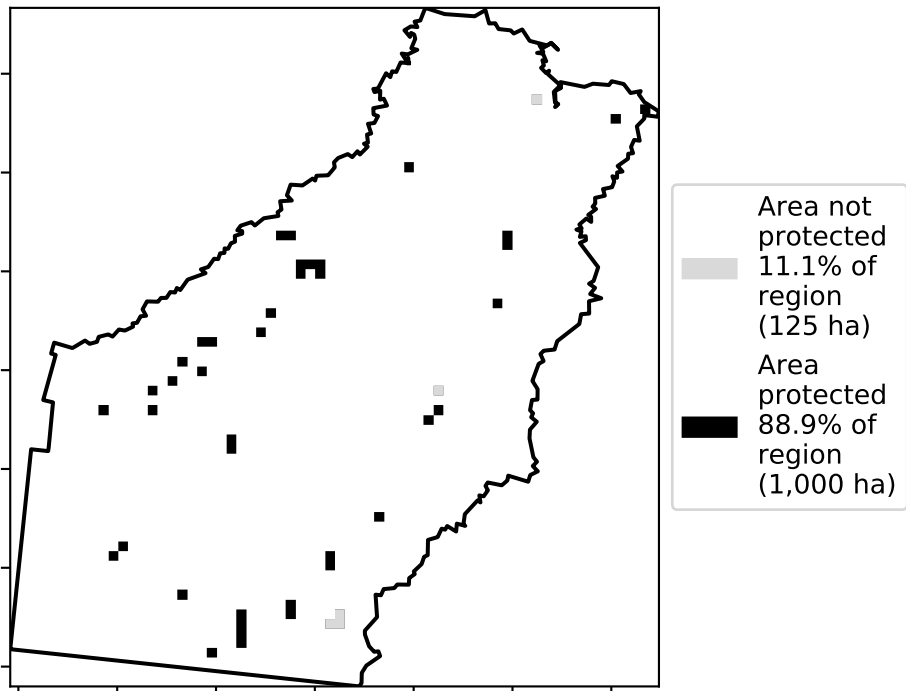 Area not
protected
11.1% of
region
(125 ha)
Area
protected
88.9% of
region
(1,000 ha)